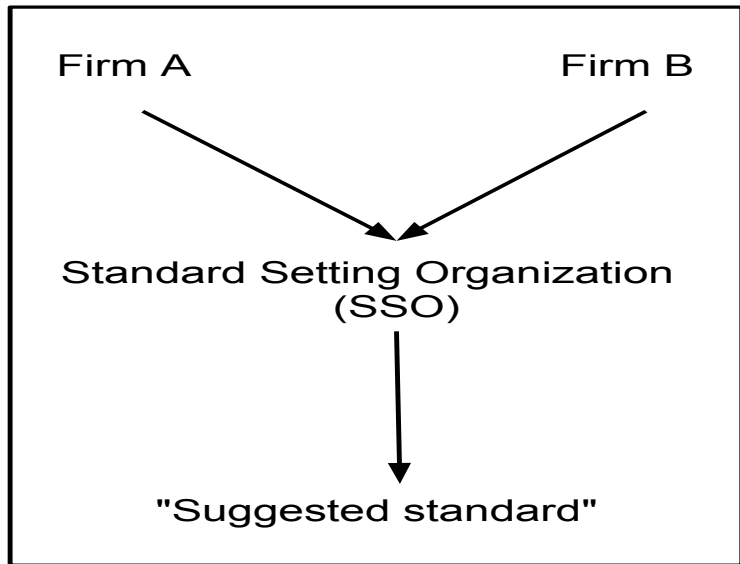 Firm A
Firm B
Standard Setting Organization
(SSO)
"Suggested standard"